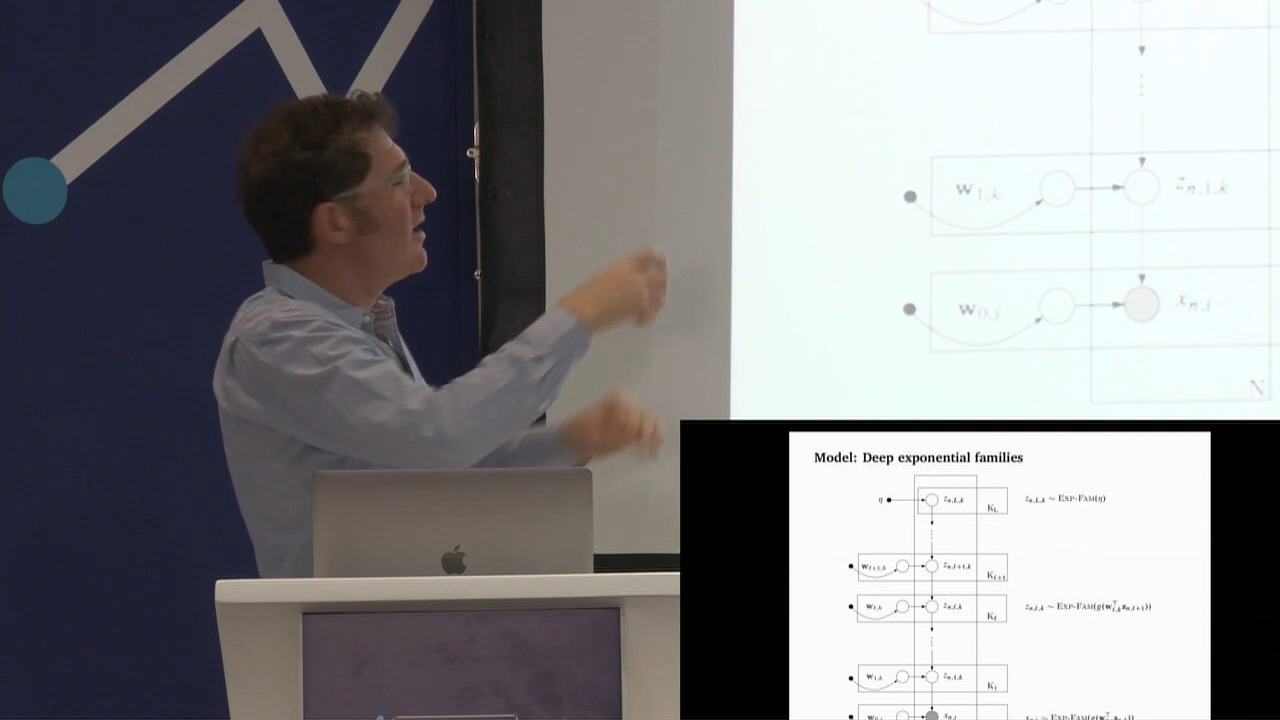 w_{1,k} z_{n,1,k}
w_{0,i} x_{n,i}
N
Model: Deep exponential families
η z_{n,L,k} z_{n,L,k} ~ EXP-FAM(η)
K_L
w_{ℓ+1,k} z_{n,ℓ+1,k}
K_{ℓ+1}
w_{ℓ,k} z_{n,ℓ,k} z_{n,ℓ,k} ~ EXP-FAM(g(w_{ℓ,k}^⊤ z_{n,ℓ+1}))
K_ℓ
w_{1,k} z_{n,1,k}
K_1